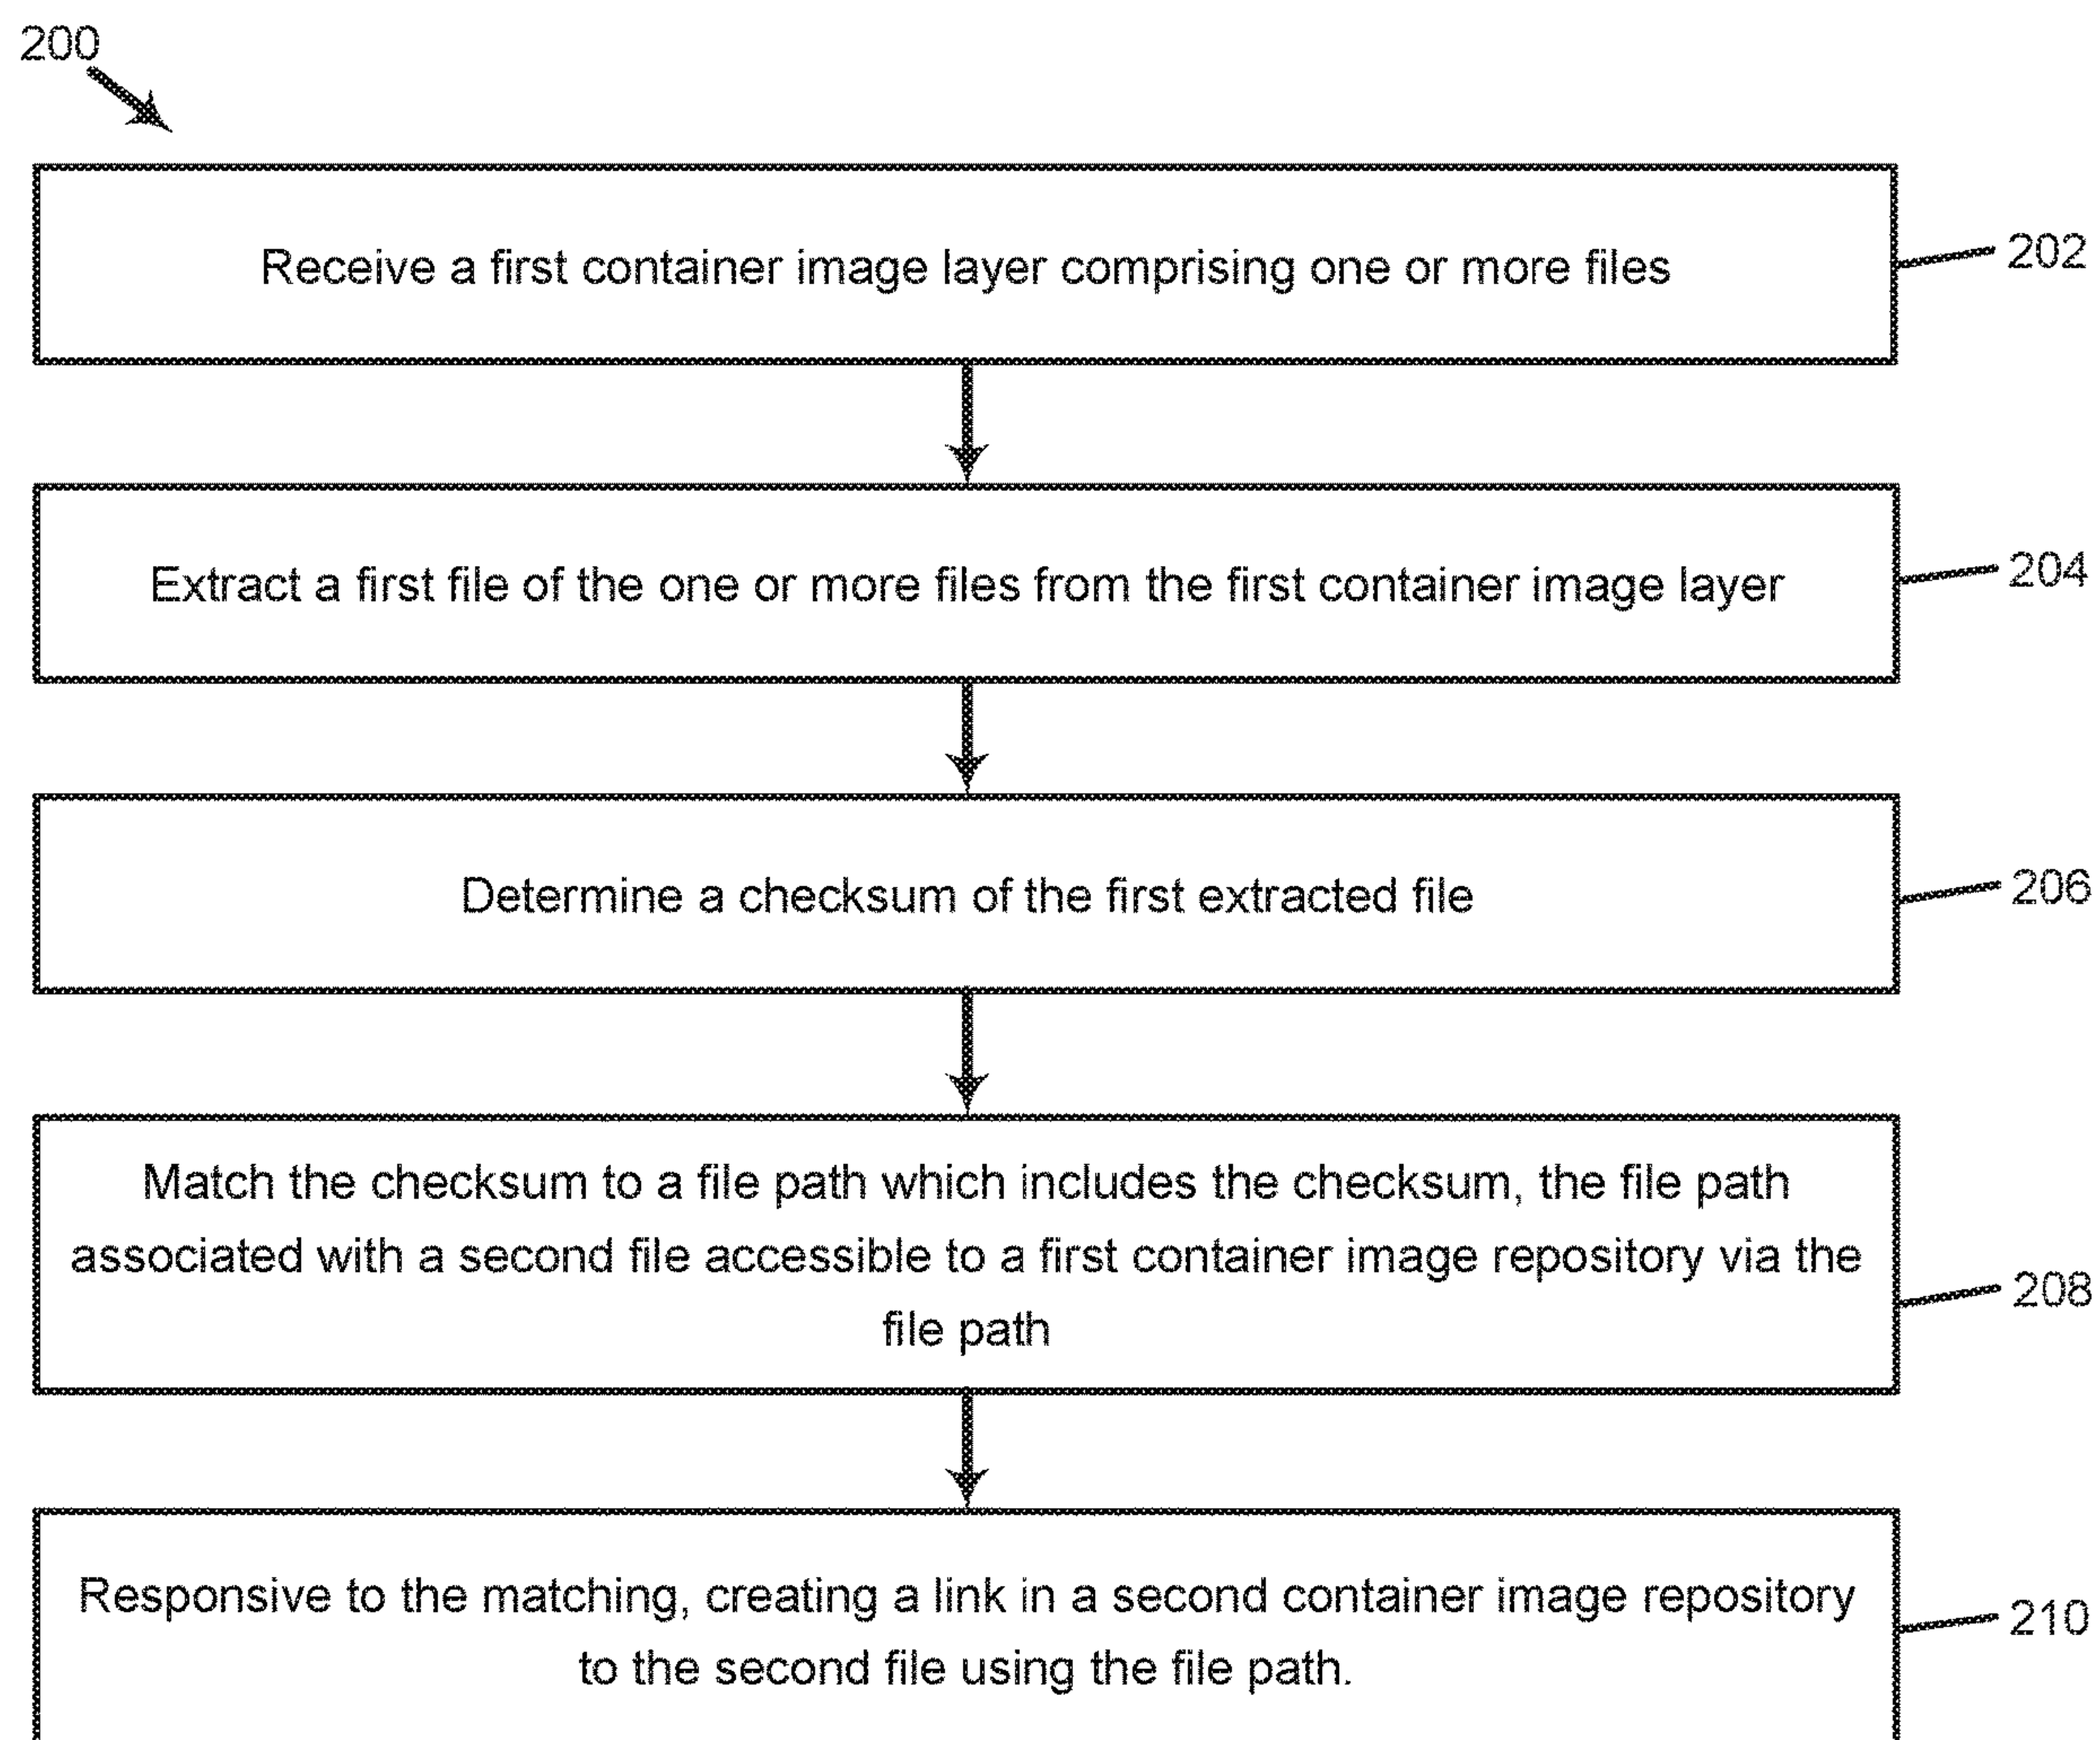 200
Receive a first container image layer comprising one or more files
202
Extract a first file of the one or more files from the first container image layer
204
Determine a checksum of the first extracted file
206
Match the checksum to a file path which includes the checksum, the file path
associated with a second file accessible to a first container image repository via the
file path
208
Responsive to the matching, creating a link in a second container image repository
to the second file using the file path.
210